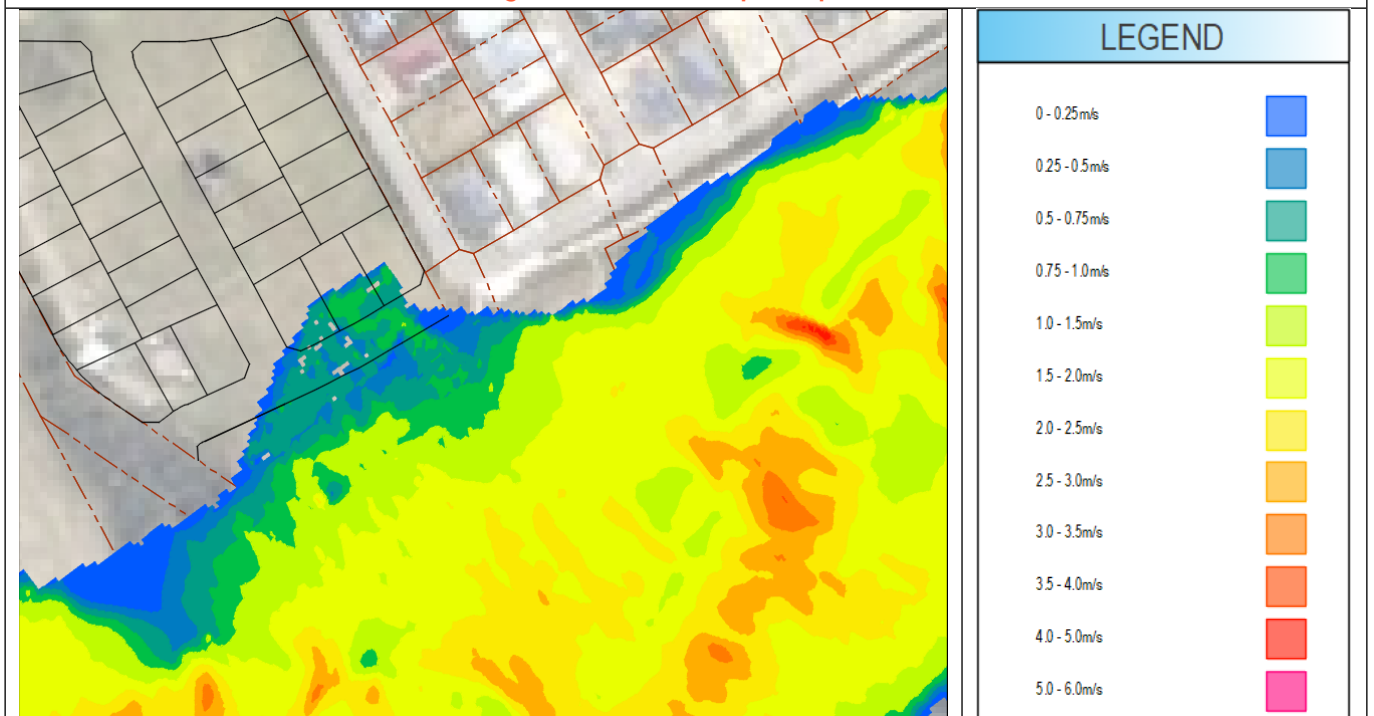 LEGEND
0 - 0.25m/s
0.25 - 0.5m/s
0.5 - 0.75m/s
0.75 - 1.0m/s
1.0 - 1.5m/s
1.5 - 2.0m/s
2.0 - 2.5m/s
2.5 - 3.0m/s
3.0 - 3.5m/s
3.5 - 4.0m/s
4.0 - 5.0m/s
5.0 - 6.0m/s